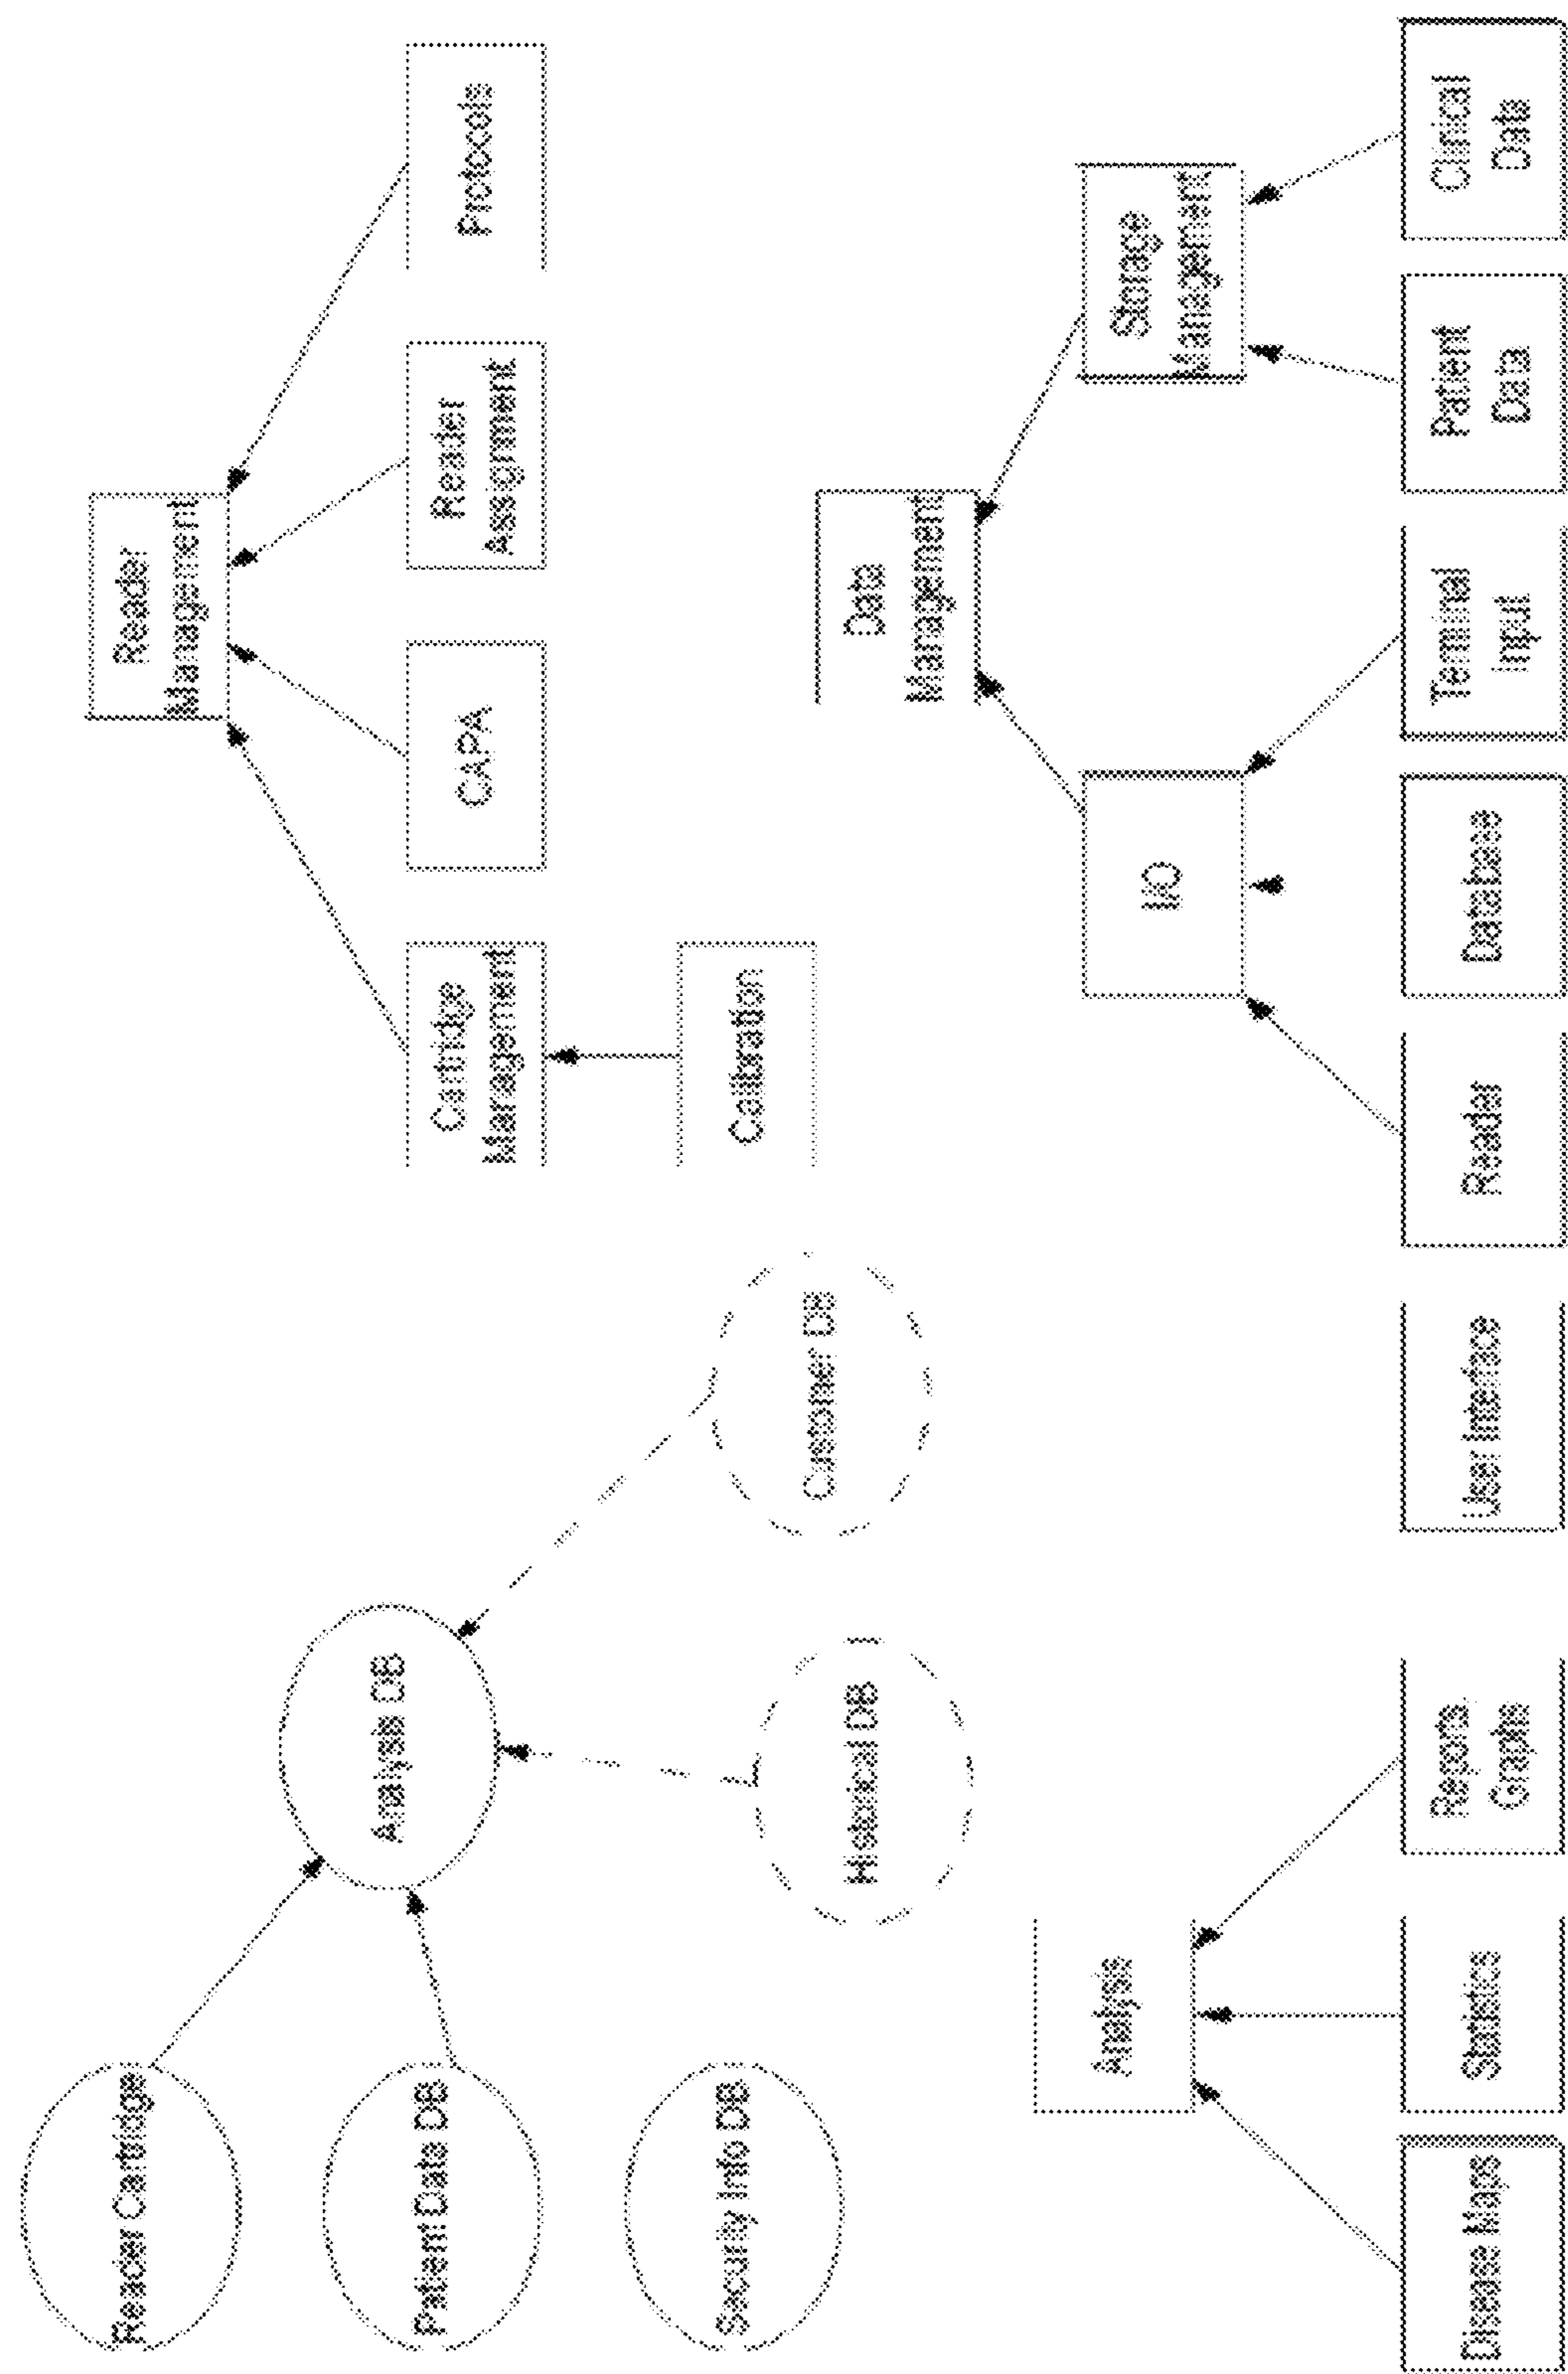 Reader Cartridge
Patient Data DB
Security Info DB
Analysis DB
Historical DB
Customer DB
Reader
Management
Cartridge
Management
CAPA
Reader
Assignment
Protocols
Calibration
Data
Management
Analysis
I/O
Storage
Management
Disease Maps
Statistics
Reports
Graphs
User Interface
Reader
Database
Terminal
Input
Patient
Data
Clinical
Data